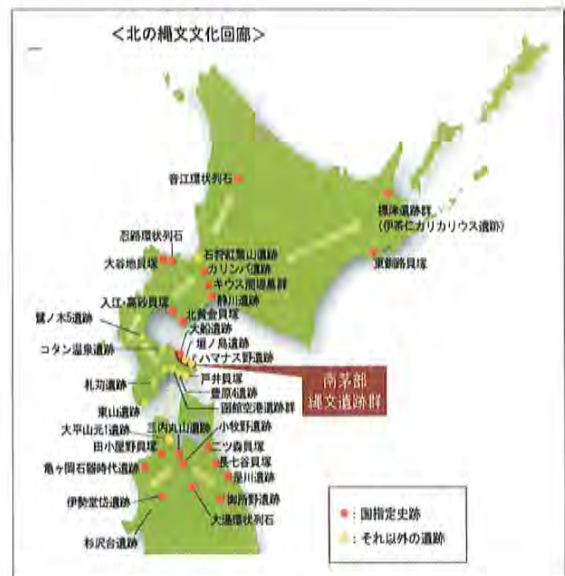 ＜北の縄文文化回廊＞
音江環状列石
標津遺跡群
(伊茶仁カリカリウス遺跡)
忍路環状列石
大谷地貝塚
石狩紅葉山遺跡
カリンバ遺跡
キウス周堤墓群
静川遺跡
東釧路貝塚
入江・高砂貝塚
北黄金貝塚
鷲ノ木5遺跡
大船遺跡
垣ノ島遺跡
コタン温泉遺跡
ハマナス野遺跡
戸井貝塚
南茅部
縄文遺跡群
札苅遺跡
豊原4遺跡
函館空港遺跡群
東山遺跡
三内丸山遺跡
小牧野遺跡
大平山元1遺跡
田小屋野貝塚
二ツ森貝塚
亀ヶ岡石器時代遺跡
長七谷貝塚
是川遺跡
伊勢堂岱遺跡
御所野遺跡
大湯環状列石
杉沢台遺跡
：国指定史跡
：それ以外の遺跡